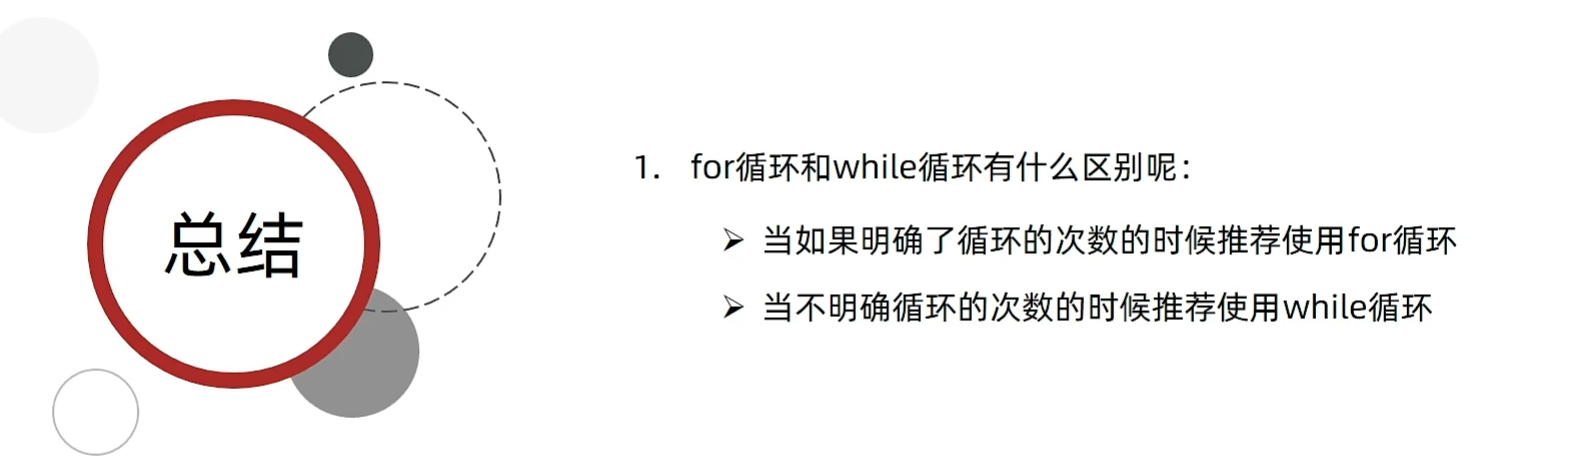 总结
1. for循环和while循环有什么区别呢：
➢ 当如果明确了循环的次数的时候推荐使用for循环
➢ 当不明确循环的次数的时候推荐使用while循环